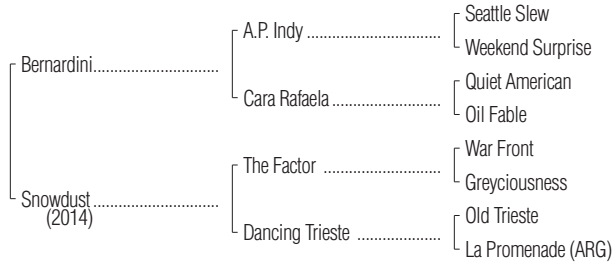 Seattle Slew
A.P. Indy ..........................
Weekend Surprise
Bernardini.........................
Quiet American
Cara Rafaela .....................
Oil Fable
War Front
The Factor ......................
Greyciousness
Snowdust.........................
(2014)
Old Trieste
Dancing Trieste ................
La Promenade (ARG)